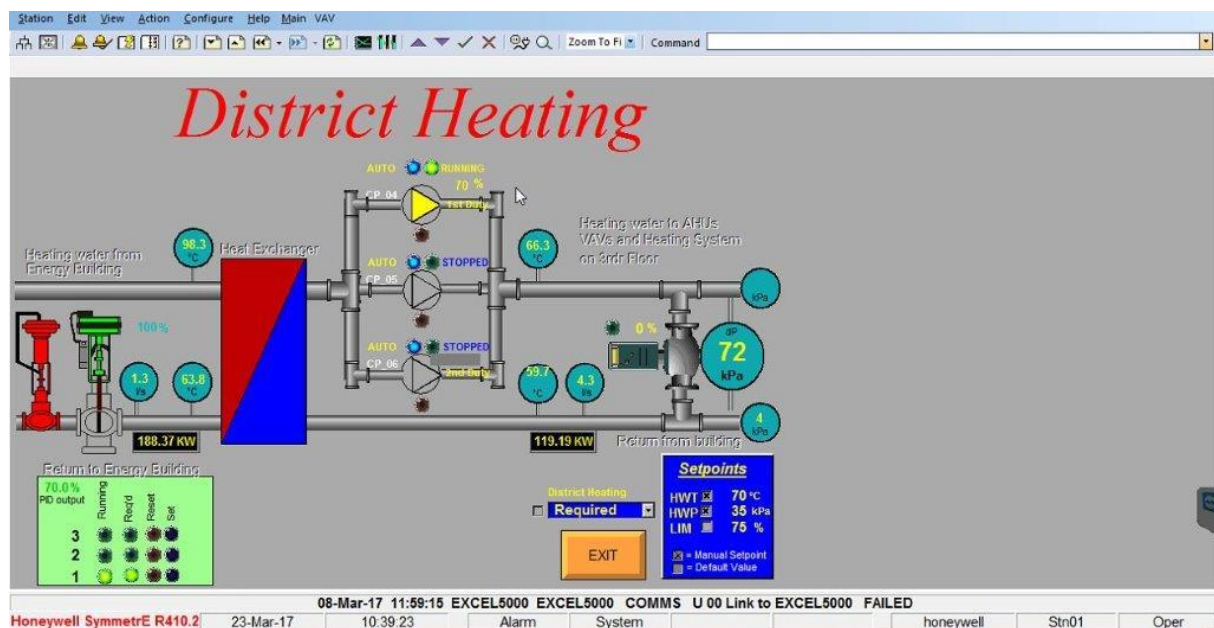 Station Edit View Action Configure Help Main VAV
Zoom To Fi Command
District Heating
AUTO RUNNING
70 %
CP_04
1st Duty
Heating water to AHUs
VAVs and Heating System
on 3rdr Floor
Heating water from
Energy Building
98.3
°C
Heat Exchanger
66.3
°C
AUTO STOPPED
CP_05
kPa
100%
0 %
dP
72
kPa
AUTO STOPPED
CP_06
2nd Duty
1.3
l/s
63.8
°C
59.7
°C
4.3
l/s
4
kPa
188.37 KW
119.19 KW
Return from building
Return to Energy Building
70.0%
PID output
Running
Req'd
Reset
Set
3
2
1
District Heating
Required
EXIT
Setpoints
HWT 70 °C
HWP 35 kPa
LIM 75 %
= Manual Setpoint
= Default Value
08-Mar-17 11:59:15 EXCEL5000 EXCEL5000 COMMS U 00 Link to EXCEL5000 FAILED
Honeywell SymmetrE R410.2 23-Mar-17 10:39:23 Alarm System honeywell Stn01 Oper